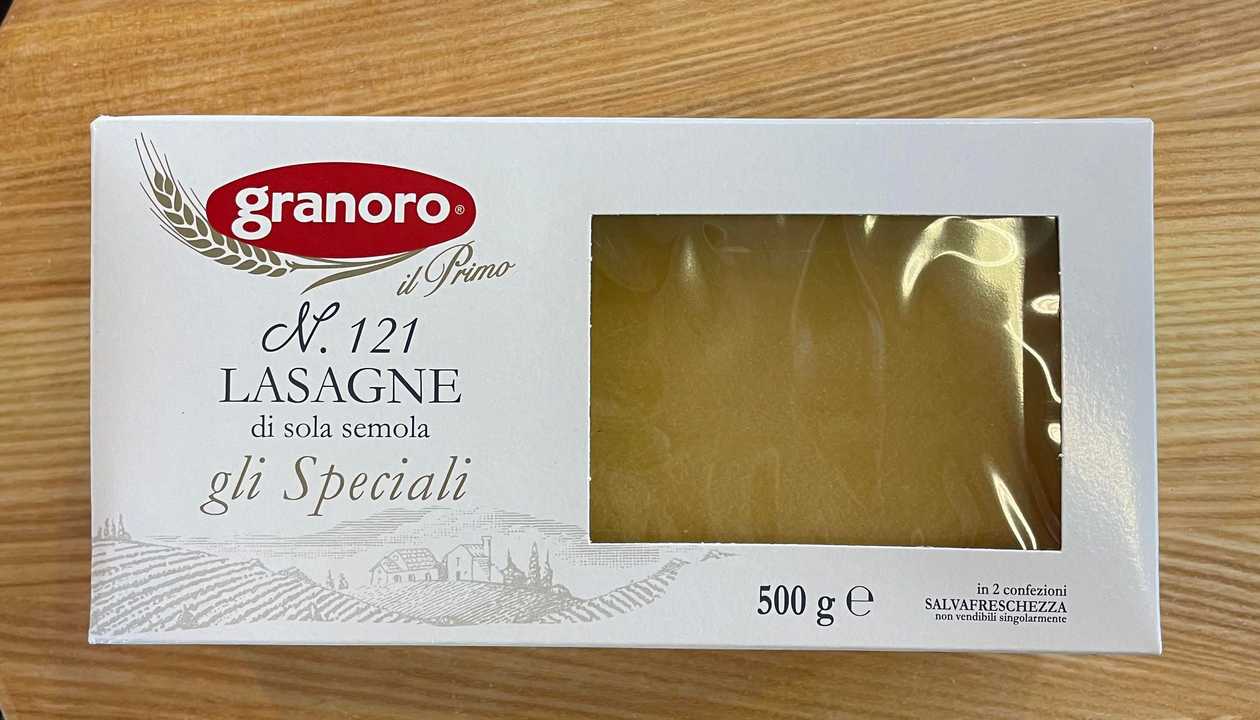 granoro®
il Primo
N. 121
LASAGNE
di sola semola
gli Speciali
500 g ℮
in 2 confezioni
SALVAFRESCHEZZA
non vendibili singolarmente